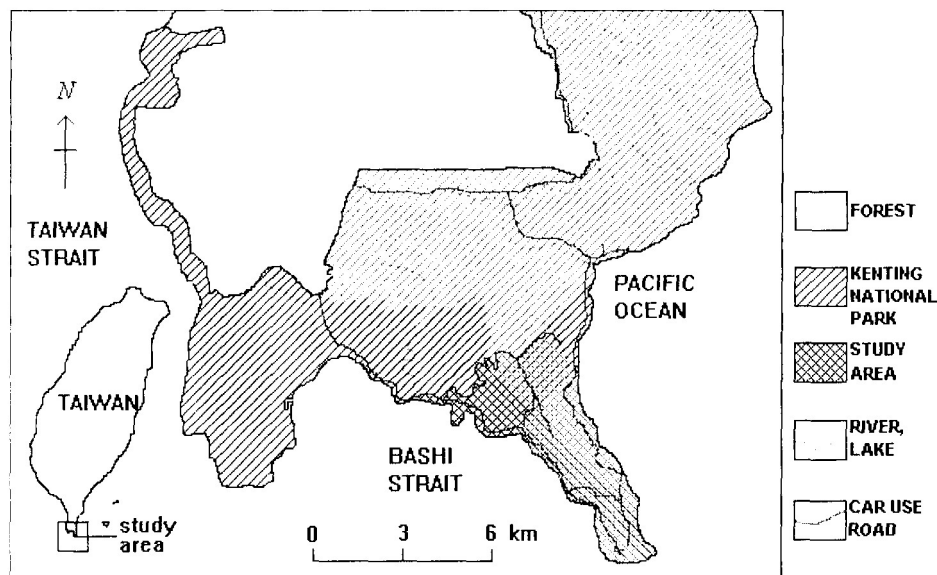 N
TAIWAN
STRAIT
PACIFIC
OCEAN
TAIWAN
BASHI
STRAIT
study
area
0 3 6 km
FOREST
KENTING
NATIONAL
PARK
STUDY
AREA
RIVER,
LAKE
CAR USE
ROAD